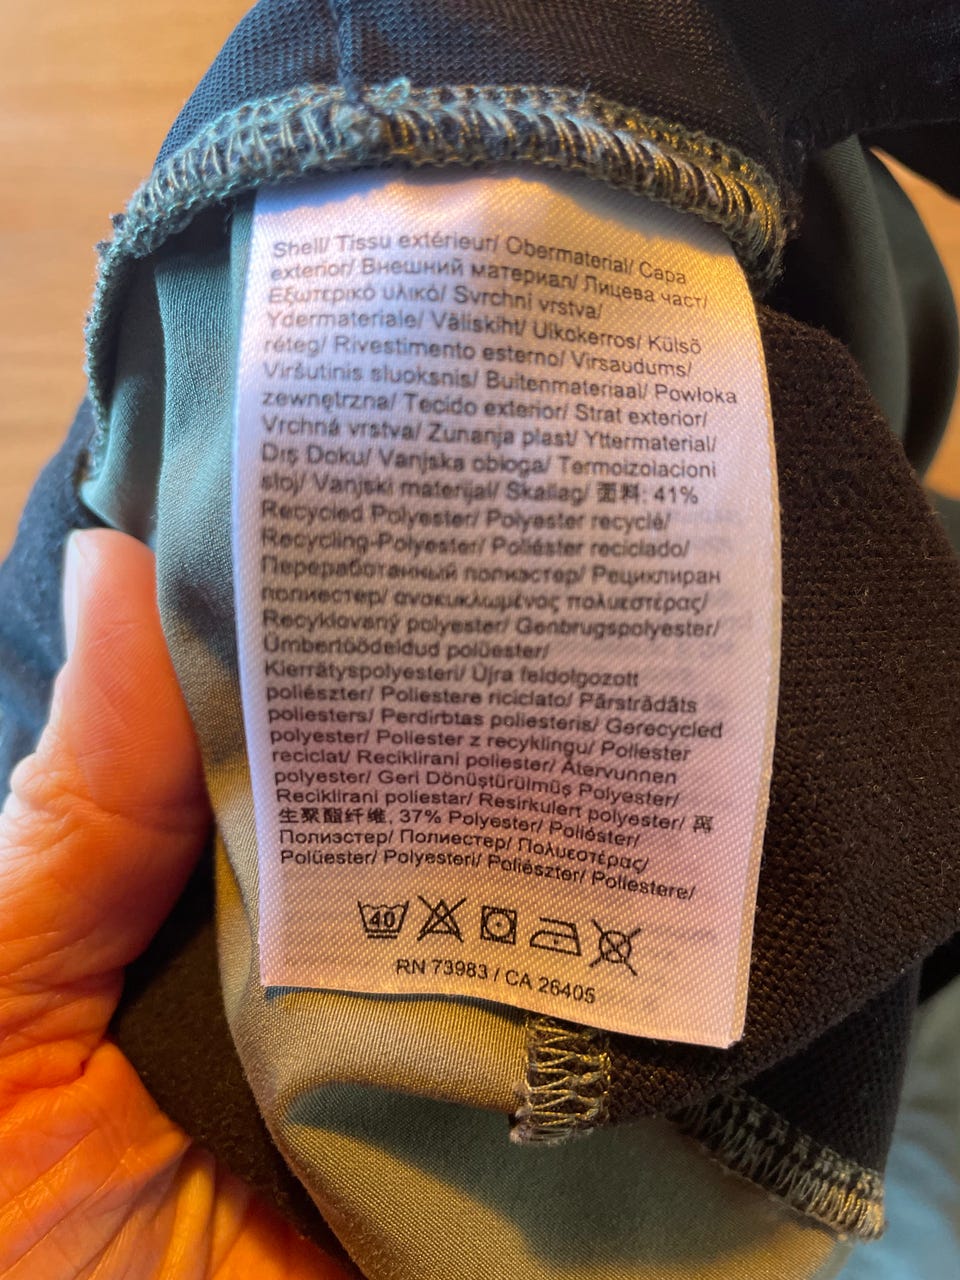 Shell/ Tissu extérieur/ Obermaterial/ Capa
exterior/ Внешний материал/ Лицева част/
Εξωτερικό υλικό/ Svrchní vrstva/
Ydermateriale/ Väliskiht/ Ulkokerros/ Külső
réteg/ Rivestimento esterno/ Virsaudums/
Viršutinis sluoksnis/ Buitenmateriaal/ Powłoka
zewnętrzna/ Tecido exterior/ Strat exterior/
Vrchná vrstva/ Zunanja plast/ Yttermaterial/
Dış Doku/ Vanjska obloga/ Termoizolacioni
sloj/ Vanjski materijal/ Skallag/ 面料: 41%
Recycled Polyester/ Polyester recyclé/
Recycling-Polyester/ Poliéster reciclado/
Переработанный полиэстер/ Рециклиран
полиестер/ ανακυκλωμένος πολυεστέρας/
Recyklovaný polyester/ Genbrugspolyester/
Ümbertöödeldud polüester/
Kierrätyspolyesteri/ Újra feldolgozott
poliészter/ Poliestere riciclato/ Pārstrādāts
poliesters/ Perdirbtas poliesteris/ Gerecycled
polyester/ Poliester z recyklingu/ Poliester
reciclat/ Reciklirani poliester/ Återvunnen
polyester/ Geri Dönüştürülmüş Polyester/
Reciklirani poliestar/ Resirkulert polyester/ 再
生聚酯纤维, 37% Polyester/ Poliéster/
Полиэстер/ Полиестер/ Πολυεστέρας/
Polüester/ Polyesteri/ Poliészter/ Poliestere/
40
RN 73983 / CA 26405